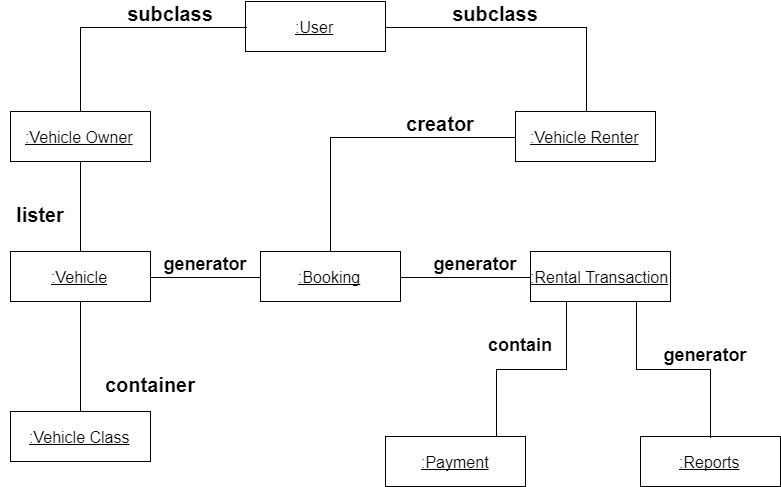 subclass
:User
subclass
:Vehicle Owner
creator
:Vehicle Renter
lister
:Vehicle
generator
:Booking
generator
:Rental Transaction
contain
generator
container
:Vehicle Class
:Payment
:Reports